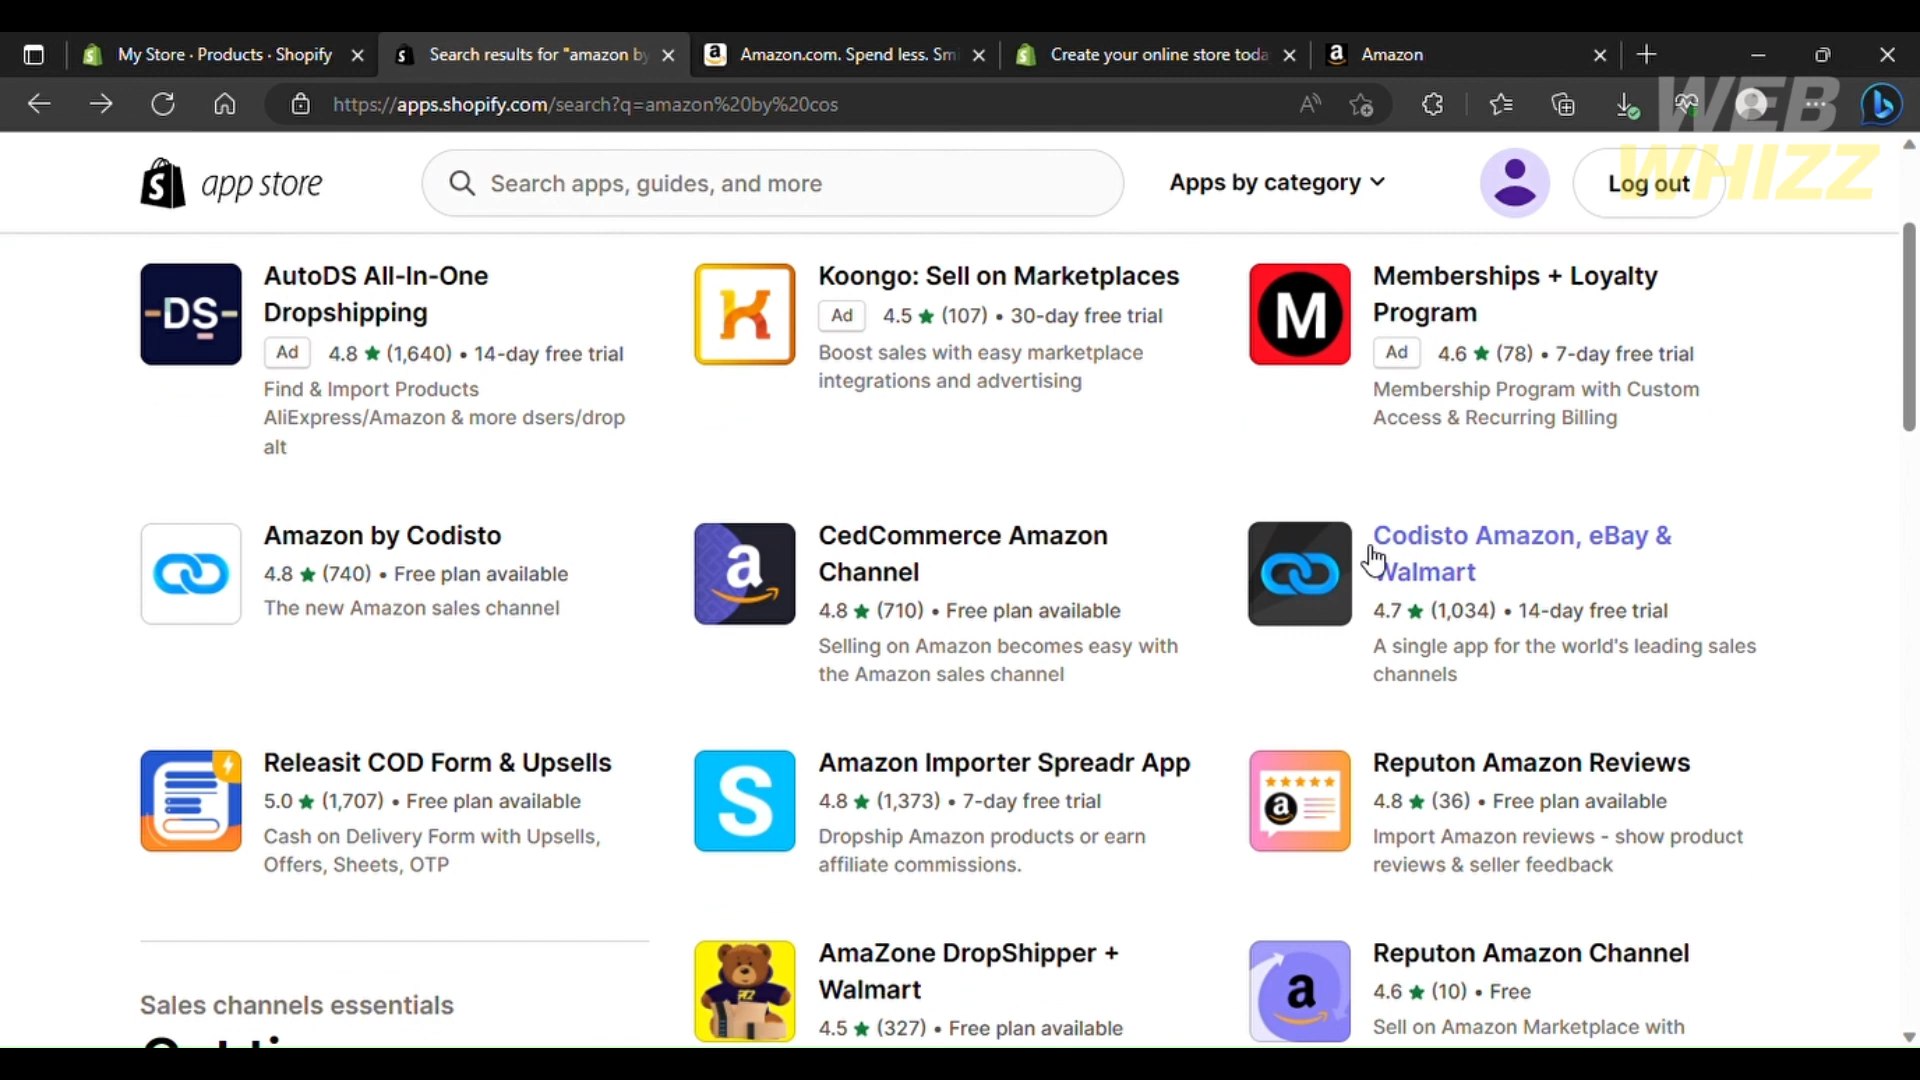 My Store · Products · Shopify
Search results for "amazon by
Amazon.com. Spend less. Smi
Create your online store toda
Amazon
https://apps.shopify.com/search?q=amazon%20by%20cos
WEB
WHIZZ
app store
Search apps, guides, and more
Apps by category
Log out
AutoDS All-In-One
Dropshipping
Ad 4.8 ★ (1,640) • 14-day free trial
Find & Import Products
AliExpress/Amazon & more dsers/drop
alt
Koongo: Sell on Marketplaces
Ad 4.5 ★ (107) • 30-day free trial
Boost sales with easy marketplace
integrations and advertising
Memberships + Loyalty
Program
Ad 4.6 ★ (78) • 7-day free trial
Membership Program with Custom
Access & Recurring Billing
Amazon by Codisto
4.8 ★ (740) • Free plan available
The new Amazon sales channel
CedCommerce Amazon
Channel
4.8 ★ (710) • Free plan available
Selling on Amazon becomes easy with
the Amazon sales channel
Codisto Amazon, eBay &
Walmart
4.7 ★ (1,034) • 14-day free trial
A single app for the world's leading sales
channels
Releasit COD Form & Upsells
5.0 ★ (1,707) • Free plan available
Cash on Delivery Form with Upsells,
Offers, Sheets, OTP
Amazon Importer Spreadr App
4.8 ★ (1,373) • 7-day free trial
Dropship Amazon products or earn
affiliate commissions.
Reputon Amazon Reviews
4.8 ★ (36) • Free plan available
Import Amazon reviews - show product
reviews & seller feedback
Sales channels essentials
AmaZone DropShipper +
Walmart
4.5 ★ (327) • Free plan available
Reputon Amazon Channel
4.6 ★ (10) • Free
Sell on Amazon Marketplace with